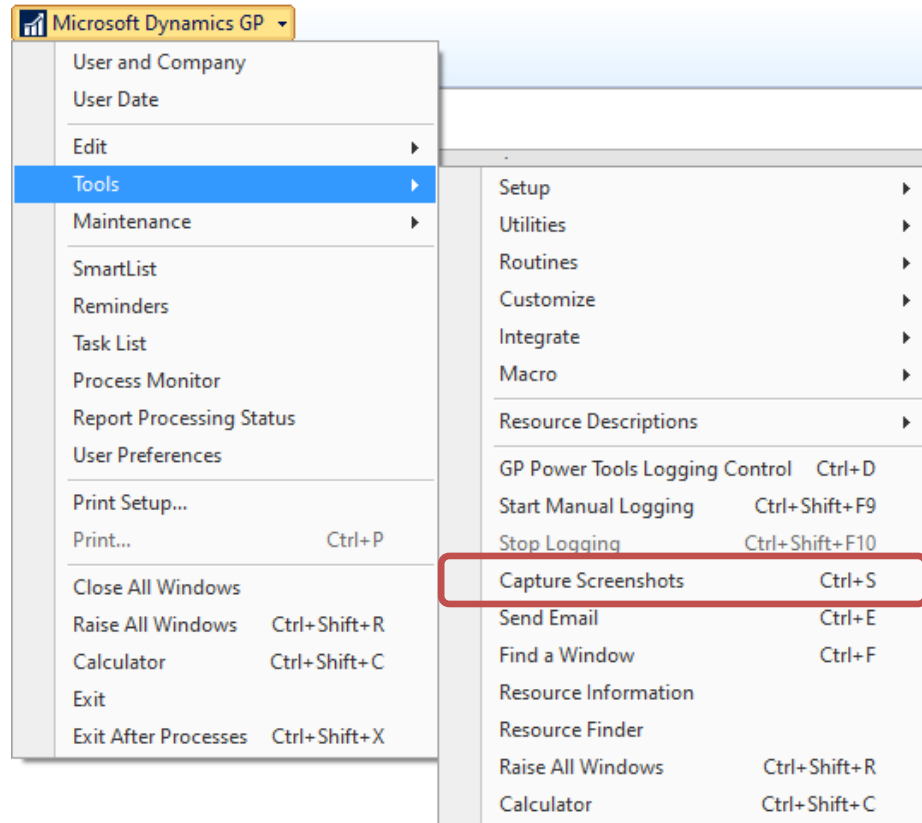 Microsoft Dynamics GP
User and Company
User Date
Edit
Tools
Maintenance
SmartList
Reminders
Task List
Process Monitor
Report Processing Status
User Preferences
Print Setup...
Print... Ctrl+P
Close All Windows
Raise All Windows Ctrl+Shift+R
Calculator Ctrl+Shift+C
Exit
Exit After Processes Ctrl+Shift+X
Setup
Utilities
Routines
Customize
Integrate
Macro
Resource Descriptions
GP Power Tools Logging Control Ctrl+D
Start Manual Logging Ctrl+Shift+F9
Stop Logging Ctrl+Shift+F10
Capture Screenshots Ctrl+S
Send Email Ctrl+E
Find a Window Ctrl+F
Resource Information
Resource Finder
Raise All Windows Ctrl+Shift+R
Calculator Ctrl+Shift+C